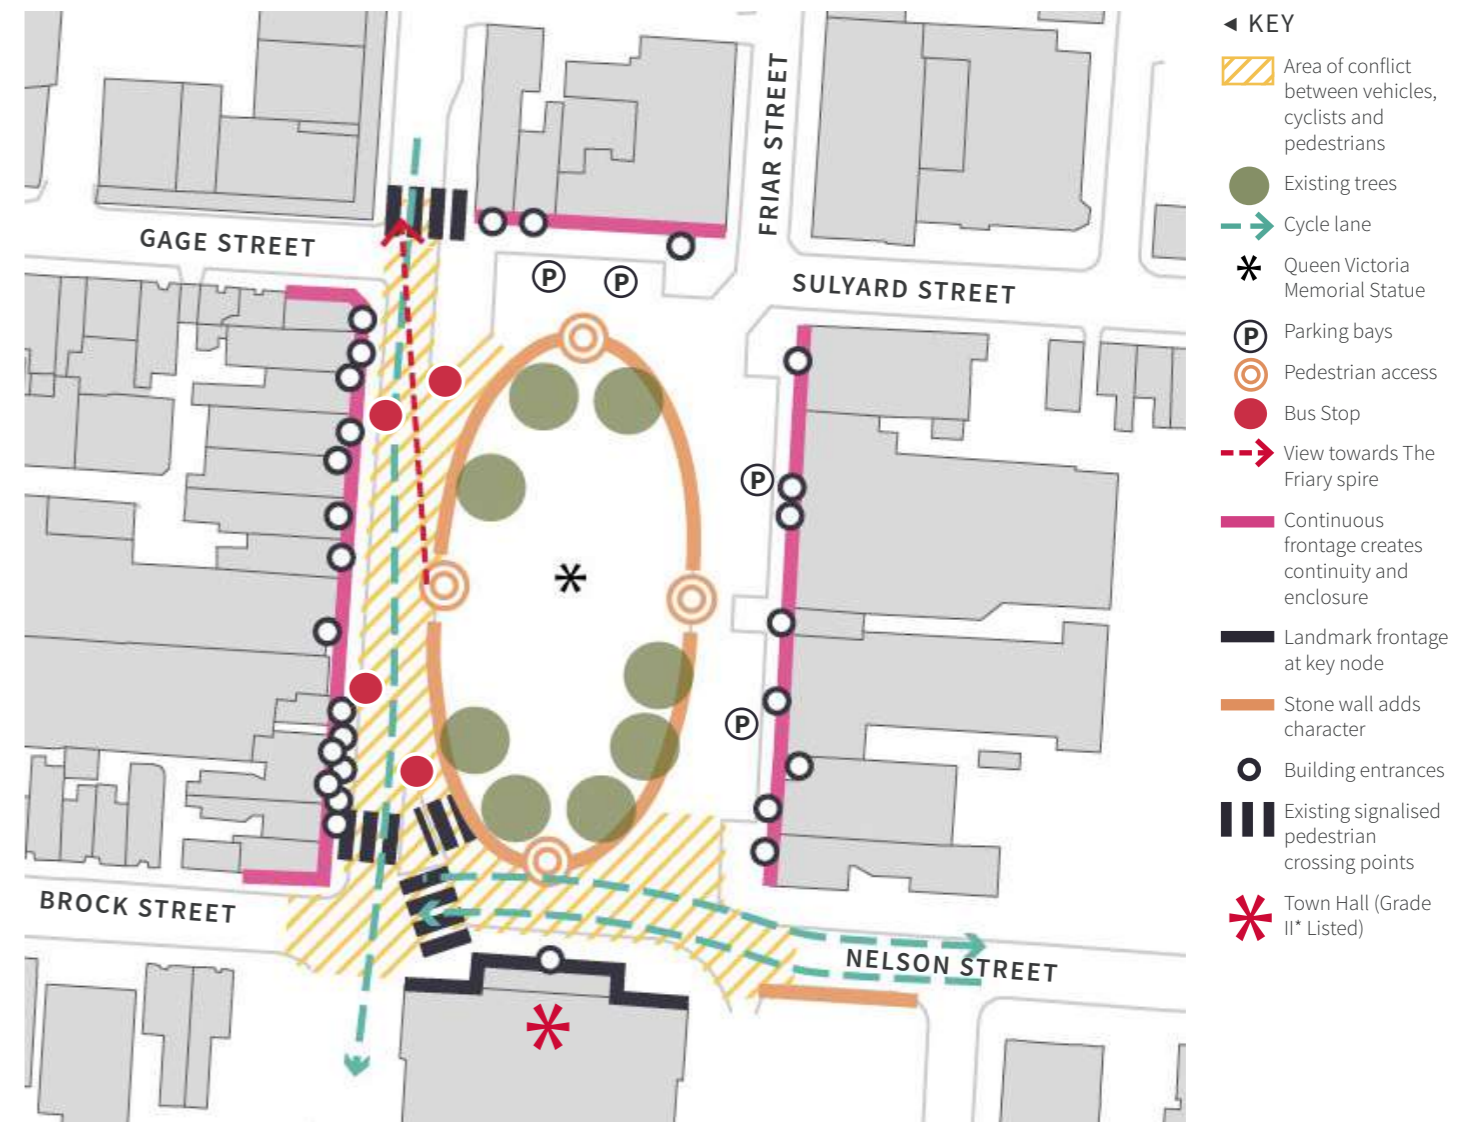 GAGE STREET
FRIAR STREET
SULYARD STREET
P
P
P
P
BROCK STREET
NELSON STREET
◄ KEY
Area of conflict
between vehicles,
cyclists and
pedestrians
Existing trees
Cycle lane
Queen Victoria
Memorial Statue
P
Parking bays
Pedestrian access
Bus Stop
View towards The
Friary spire
Continuous
frontage creates
continuity and
enclosure
Landmark frontage
at key node
Stone wall adds
character
Building entrances
Existing signalised
pedestrian
crossing points
Town Hall (Grade
II* Listed)